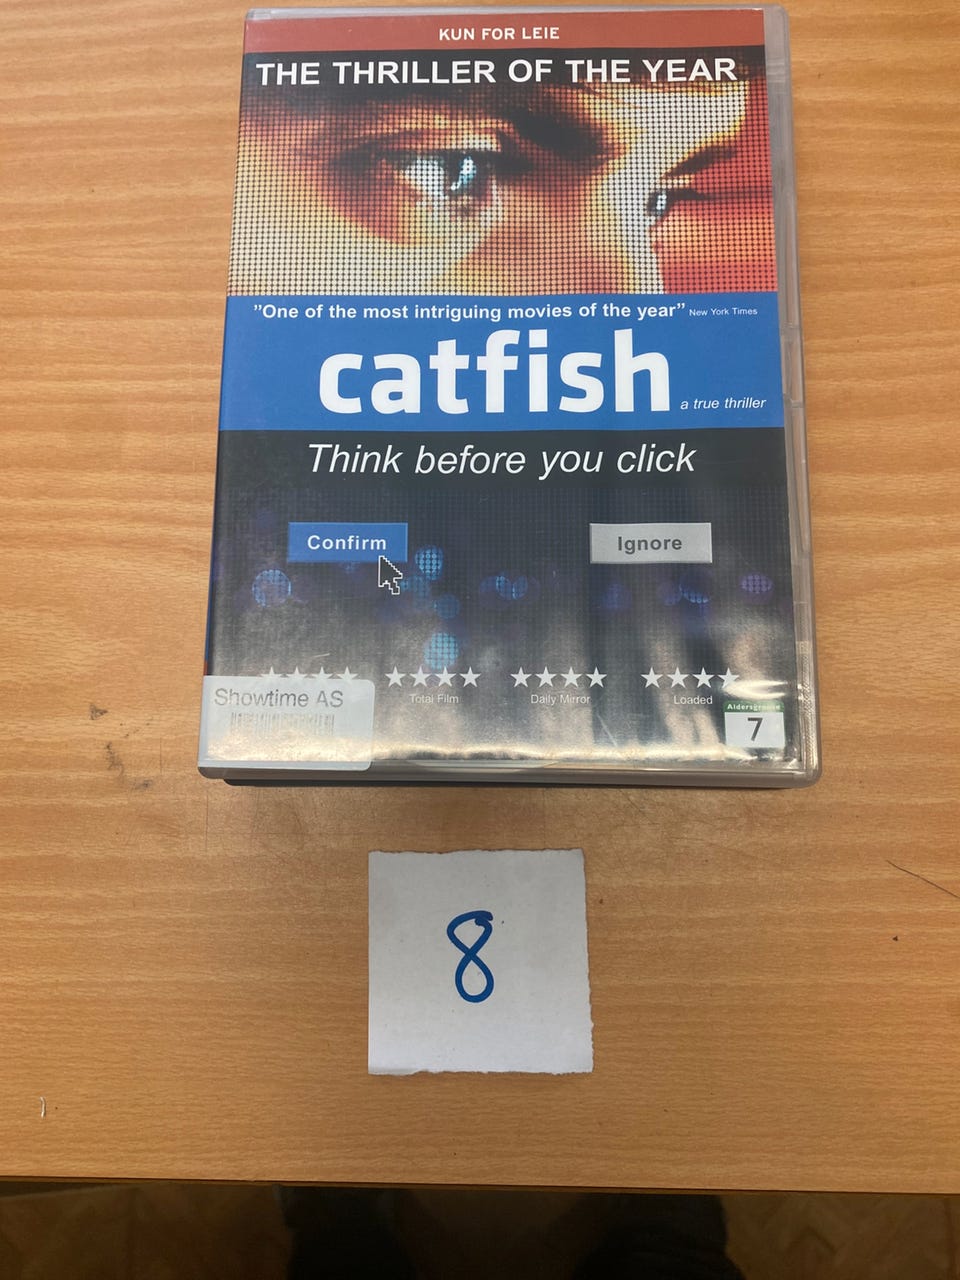 KUN FOR LEIE
THE THRILLER OF THE YEAR
"One of the most intriguing movies of the year" New York Times
catfish
a true thriller
Think before you click
Confirm
Ignore
★★★★ ★★★★ ★★★★ ★★★★
Total Film Daily Mirror Loaded
Showtime AS
Aldersgrense
7
8